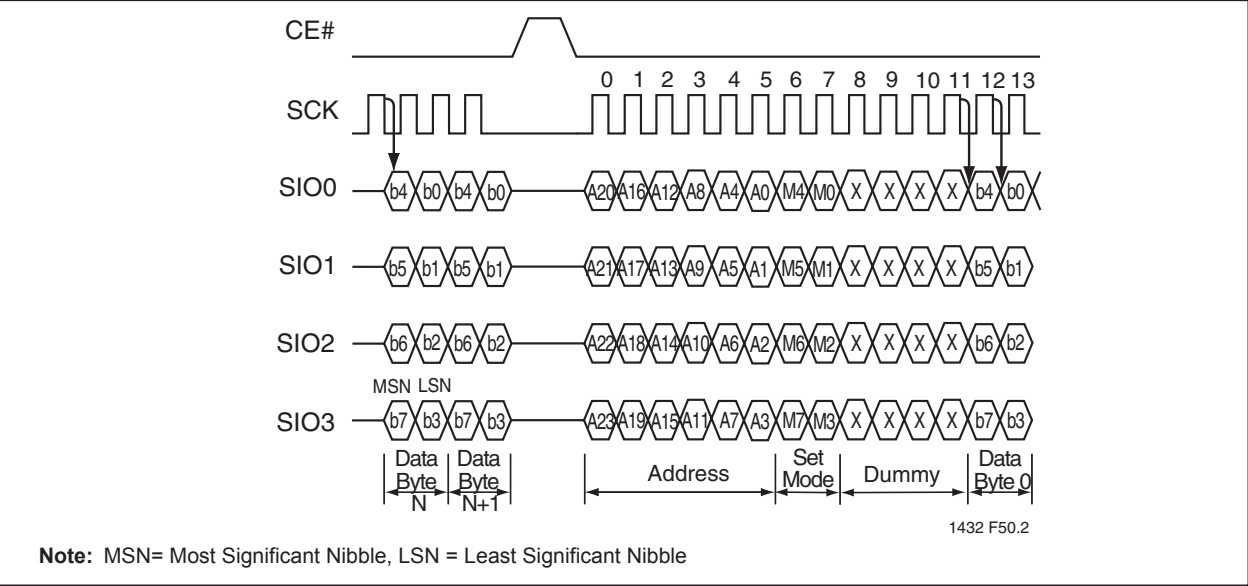 CE#
0 1 2 3 4 5 6 7 8 9 10 11 12 13
SCK
SIO0 b4 b0 b4 b0 A20 A16 A12 A8 A4 A0 M4 M0 X X X X b4 b0
SIO1 b5 b1 b5 b1 A21 A17 A13 A9 A5 A1 M5 M1 X X X X b5 b1
SIO2 b6 b2 b6 b2 A22 A18 A14 A10 A6 A2 M6 M2 X X X X b6 b2
MSN LSN
SIO3 b7 b3 b7 b3 A23 A19 A15 A11 A7 A3 M7 M3 X X X X b7 b3
Data Byte N
Data Byte N+1
Address
Set Mode
Dummy
Data Byte 0
1432 F50.2
Note: MSN= Most Significant Nibble, LSN = Least Significant Nibble